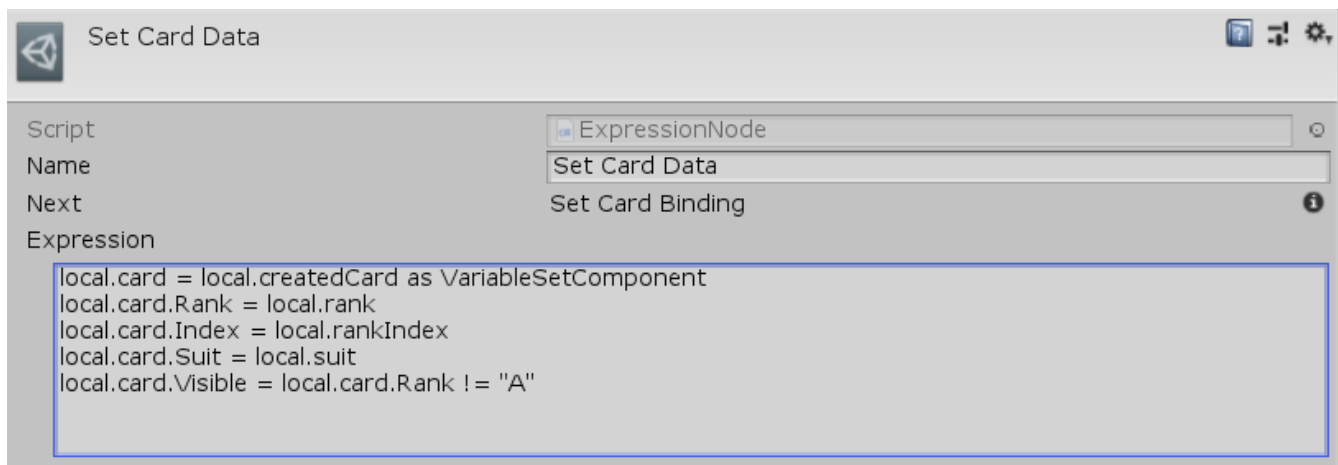 Set Card Data
Script ExpressionNode
Name Set Card Data
Next Set Card Binding
Expression
local.card = local.createdCard as VariableSetComponent
local.card.Rank = local.rank
local.card.Index = local.rankIndex
local.card.Suit = local.suit
local.card.Visible = local.card.Rank != "A"